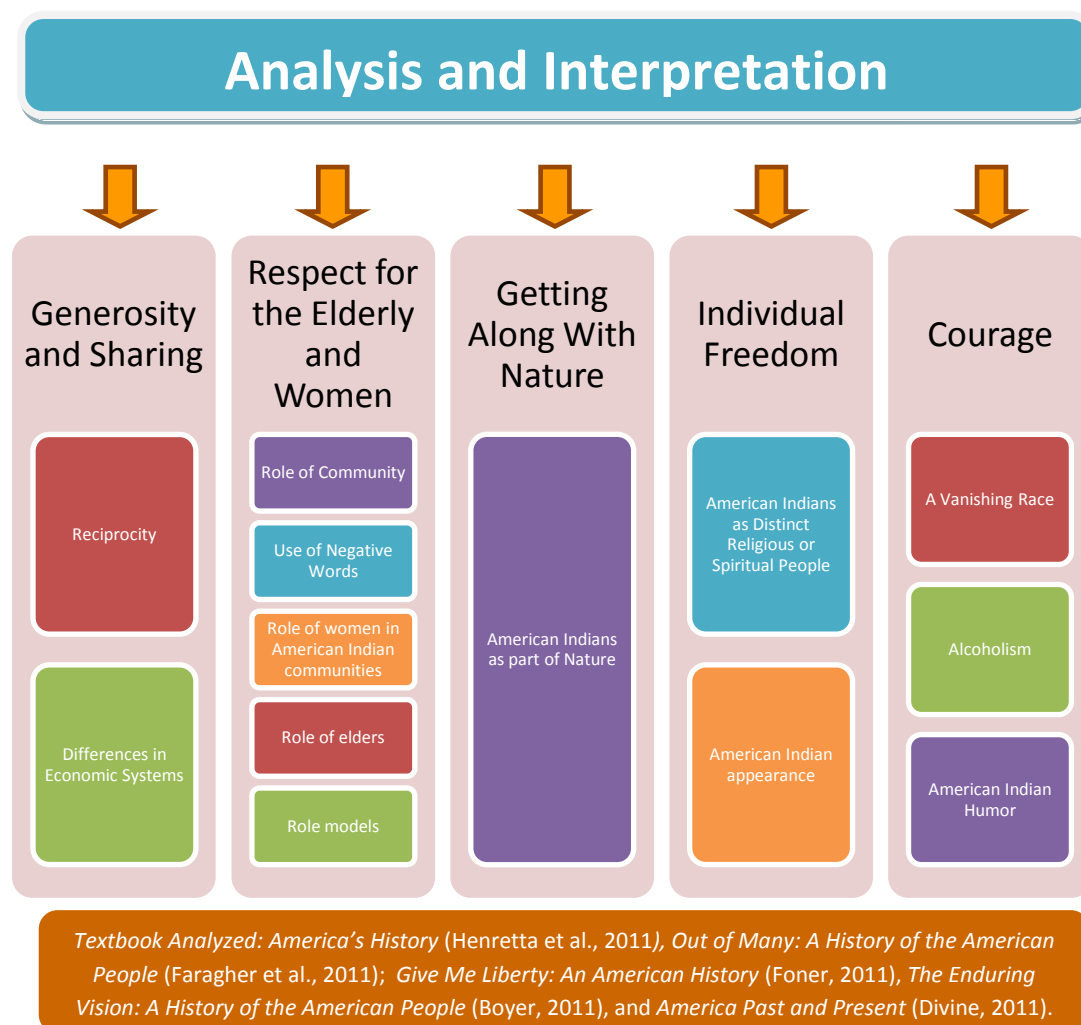 Analysis and Interpretation
Generosity
and Sharing
Reciprocity
Differences in
Economic Systems
Respect for
the Elderly
and
Women
Role of Community
Use of Negative
Words
Role of women in
American Indian
communities
Role of elders
Role models
Getting
Along With
Nature
American Indians
as part of Nature
Individual
Freedom
American Indians
as Distinct
Religious or
Spiritual People
American Indian
appearance
Courage
A Vanishing Race
Alcoholism
American Indian
Humor
Textbook Analyzed: America’s History (Henretta et al., 2011), Out of Many: A History of the American
People (Faragher et al., 2011);  Give Me Liberty: An American History (Foner, 2011), The Enduring
Vision: A History of the American People (Boyer, 2011), and America Past and Present (Divine, 2011).